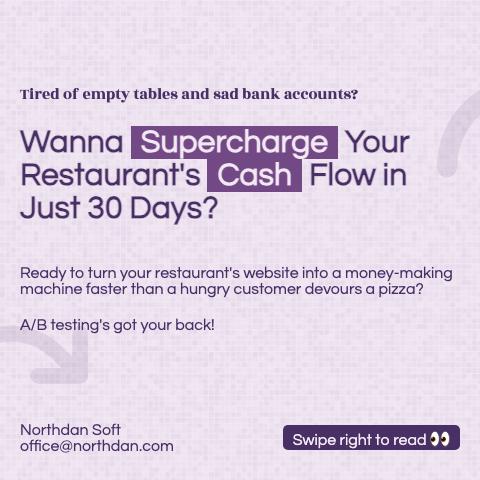 Tired of empty tables and sad bank accounts?
Wanna Supercharge Your
Restaurant's Cash Flow in
Just 30 Days?
Ready to turn your restaurant's website into a money-making
machine faster than a hungry customer devours a pizza?
A/B testing's got your back!
Northdan Soft
office@northdan.com
Swipe right to read 👀